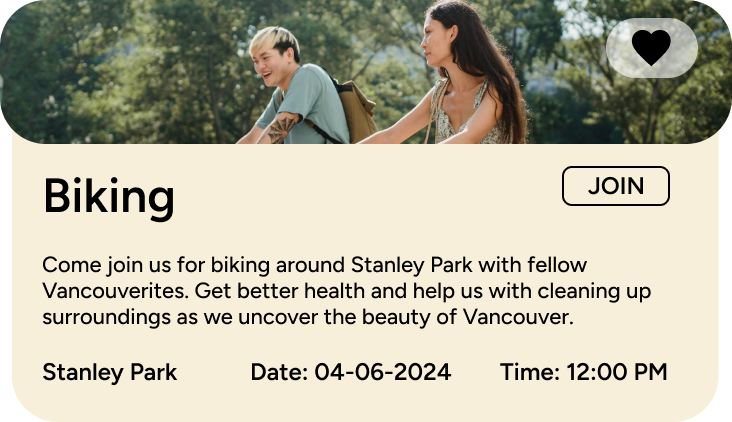 Biking
JOIN
Come join us for biking around Stanley Park with fellow
Vancouverites. Get better health and help us with cleaning up
surroundings as we uncover the beauty of Vancouver.
Stanley Park
Date: 04-06-2024
Time: 12:00 PM